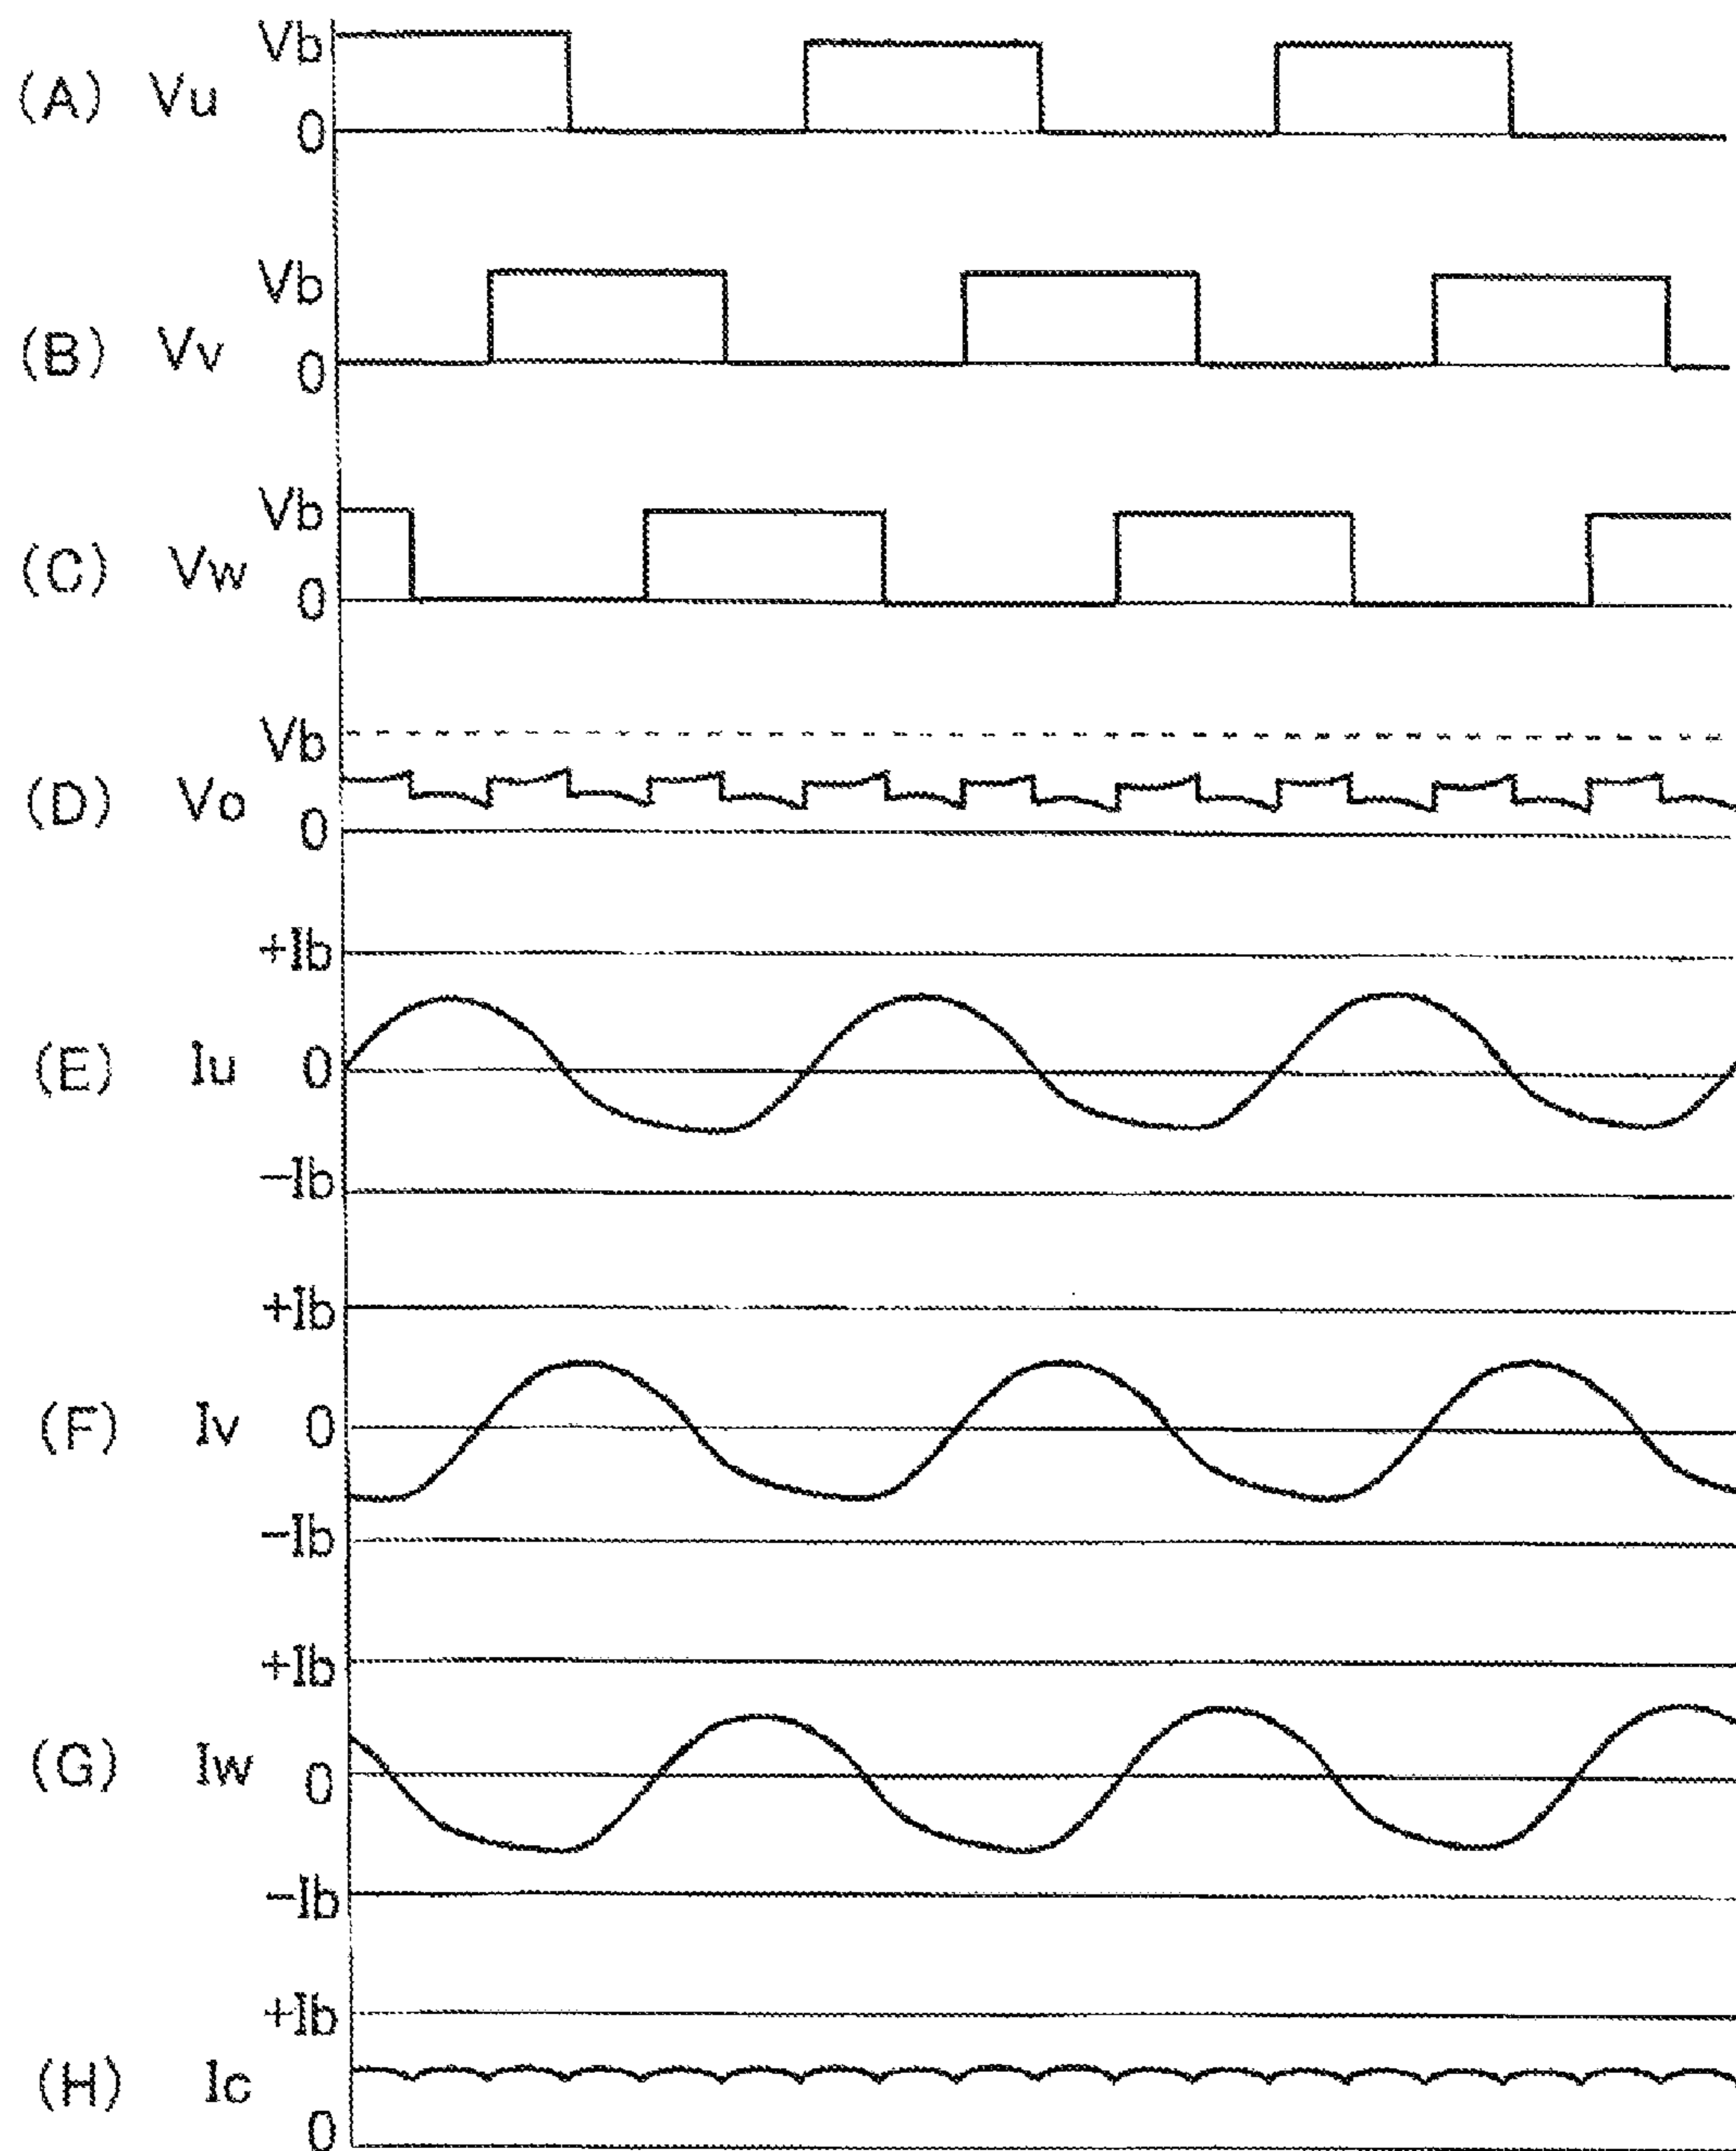 Vb
(A) Vu
0
Vb
(B) Vv
0
Vb
(C) Vw
0
Vb
(D) Vo
0
+Ib
(E) Iu 0
−Ib
+Ib
(F) Iv 0
−Ib
+Ib
(G) Iw 0
−Ib
+Ib
(H) Ic
0